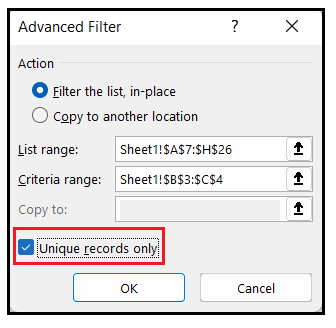 Advanced Filter ?
Action
Filter the list, in-place
Copy to another location
List range: Sheet1!$A$7:$H$26
Criteria range: Sheet1!$B$3:$C$4
Copy to:
Unique records only
OK Cancel